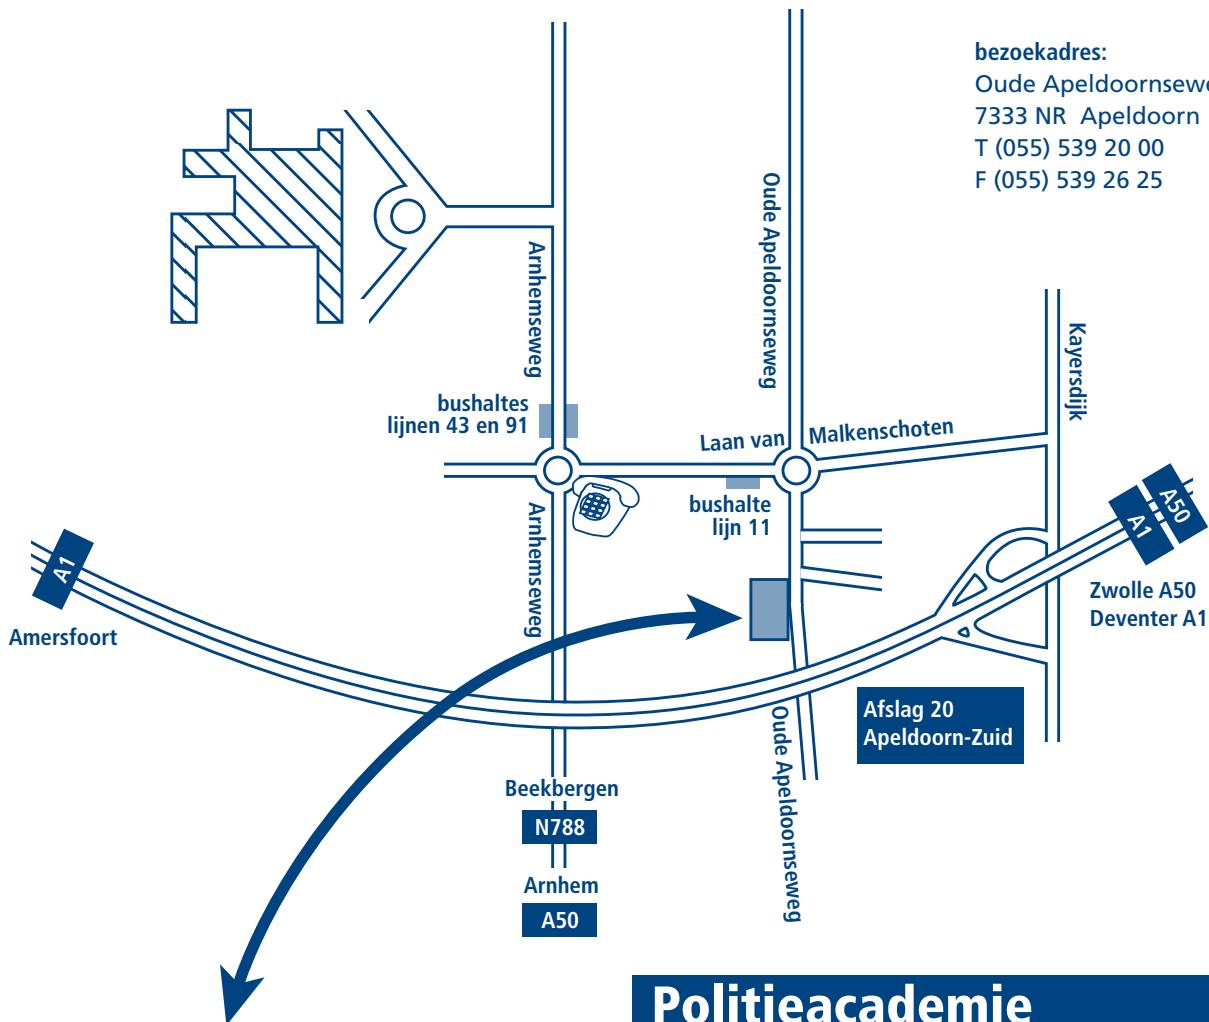 bezoekadres:
7333 NR Apeldoorn
T (055) 539 20 00
F (055) 539 26 25
Oude Apeldoornseweg
Arnhemseweg
Kayersdijk
bushaltes
lijnen 43 en 91
Laan van Malkenschoten
bushalte
lijn 11
Arnhemseweg
A1
Amersfoort
A50
A1
Zwolle A50
Deventer A1
Afslag 20
Apeldoorn-Zuid
Oude Apeldoornseweg
Beekbergen
N788
Arnhem
A50
Politieacademie